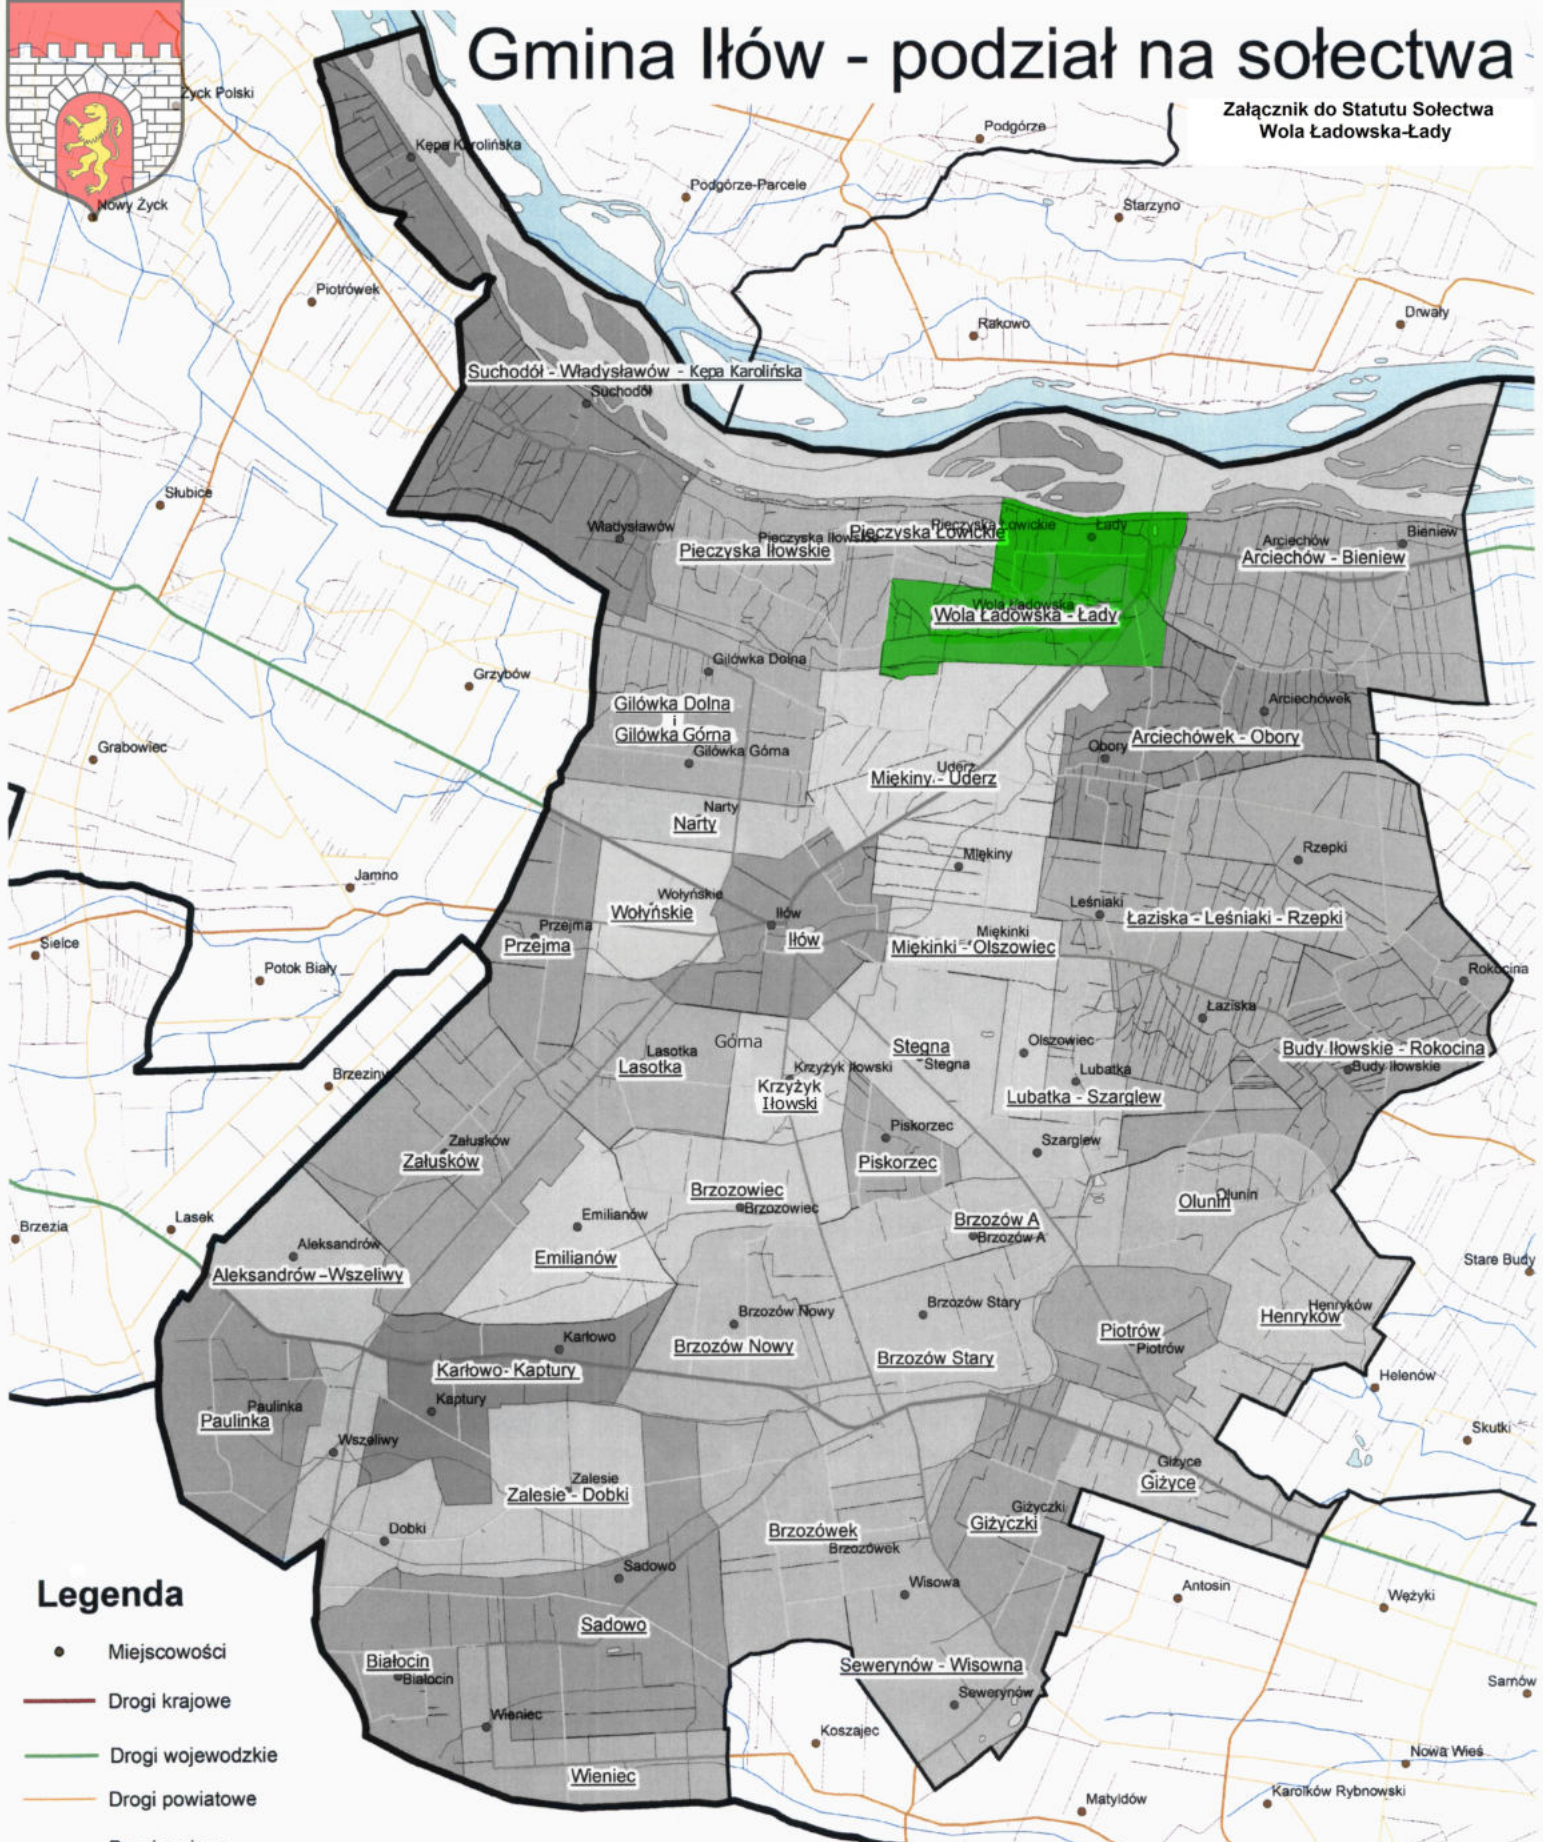 Gmina Iłów - podział na sołectwa
Załącznik do Statutu Sołectwa
Wola Ładowska-Łady
Życk Polski
Podgórze
Kępa Karolińska
Podgórze-Parcele
Nowy Życk
Starzyno
Piotrówek
Drwały
Rakowo
Suchodół - Władysławów - Kępa Karolińska
Suchodół
Słubice
Władysławów
Pieczyska Iłowskie
Pieczyska Iłowskie
Pieczyska Łowickie
Pieczyska Łowickie
Łady
Arciechów
Bieniew
Arciechów - Bieniew
Wola Ładowska
Wola Ładowska - Łady
Gilówka Dolna
Grzybów
Gilówka Dolna
i
Gilówka Górna
Gilówka Górna
Arciechówek
Arciechówek - Obory
Obory
Grabowiec
Uderz
Miękiny - Uderz
Narty
Narty
Miękiny
Rzepki
Jamno
Wołyńskie
Wołyńskie
Leśniaki
Łaziska - Leśniaki - Rzepki
Iłów
Iłów
Przejma
Przejma
Miękinki
Miękinki - Olszowiec
Sielce
Potok Biały
Rokocina
Łaziska
Górna
Lasotka
Lasotka
Stegna
Stegna
Olszowiec
Budy Iłowskie - Rokocina
Budy Iłowskie
Krzyżyk Iłowski
Krzyżyk
Iłowski
Lubatka
Lubatka - Szarglew
Brzeziny
Piskorzec
Piskorzec
Szarglew
Załusków
Załusków
Brzozowiec
Brzozowiec
Olunin
Olunin
Lasek
Brzezia
Emilianów
Emilianów
Brzozów A
Brzozów A
Aleksandrów
Aleksandrów - Wszeliwy
Stare Budy
Brzozów Nowy
Brzozów Nowy
Brzozów Stary
Brzozów Stary
Henryków
Henryków
Piotrów
Piotrów
Karłowo
Karłowo - Kaptury
Kaptury
Helenów
Paulinka
Paulinka
Skutki
Wszeliwy
Giżyce
Giżyce
Zalesie
Zalesie - Dobki
Giżyczki
Giżyczki
Dobki
Brzozówek
Brzozówek
Sadowo
Sadowo
Wisowa
Antosin
Wężyki
Legenda
Miejscowości
Drogi krajowe
Drogi wojewodzkie
Drogi powiatowe
Białocin
Białocin
Sewerynów - Wisowna
Sewerynów
Sarnów
Wieniec
Wieniec
Koszajec
Nowa Wieś
Karolków Rybnowski
Matyldów